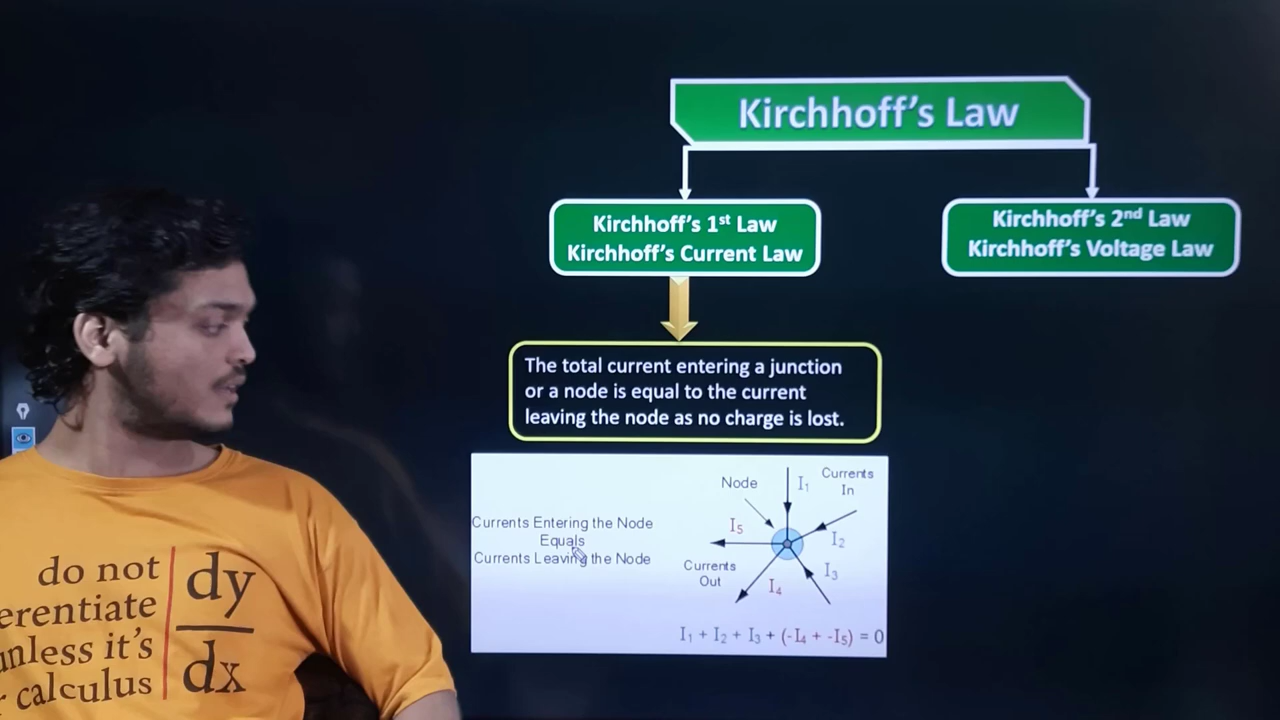 Kirchhoff's Law
Kirchhoff's 1st Law
Kirchhoff's Current Law
Kirchhoff's 2nd Law
Kirchhoff's Voltage Law
The total current entering a junction
or a node is equal to the current
leaving the node as no charge is lost.
Currents Entering the Node
Equals
Currents Leaving the Node
Node
I₁
Currents
In
I₅
I₂
Currents
Out
I₄
I₃
I₁ + I₂ + I₃ + (-I₄ + -I₅) = 0
do not
erentiate
unless it's
calculus
dy
dx